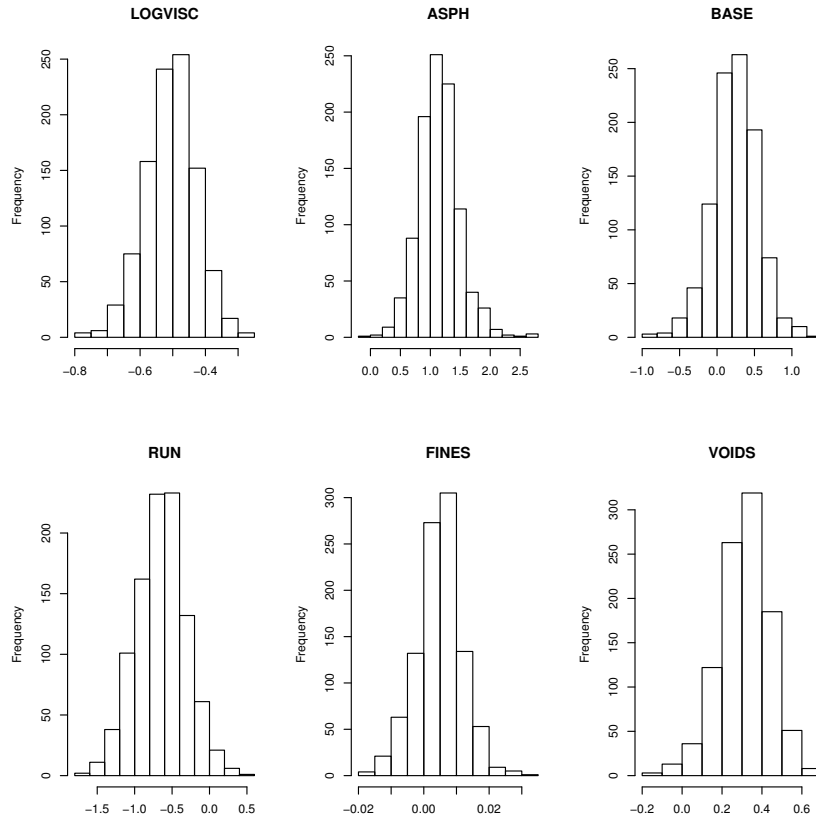 LOGVISC
Frequency
0 50 100 150 200 250
−0.8 −0.6 −0.4
ASPH
Frequency
0 50 100 150 200 250
0.0 0.5 1.0 1.5 2.0 2.5
BASE
Frequency
0 50 100 150 200 250
−1.0 −0.5 0.0 0.5 1.0
RUN
Frequency
0 50 100 150 200
−1.5 −1.0 −0.5 0.0 0.5
FINES
Frequency
0 50 100 150 200 250 300
−0.02 0.00 0.02
VOIDS
Frequency
0 50 100 150 200 250 300
−0.2 0.0 0.2 0.4 0.6